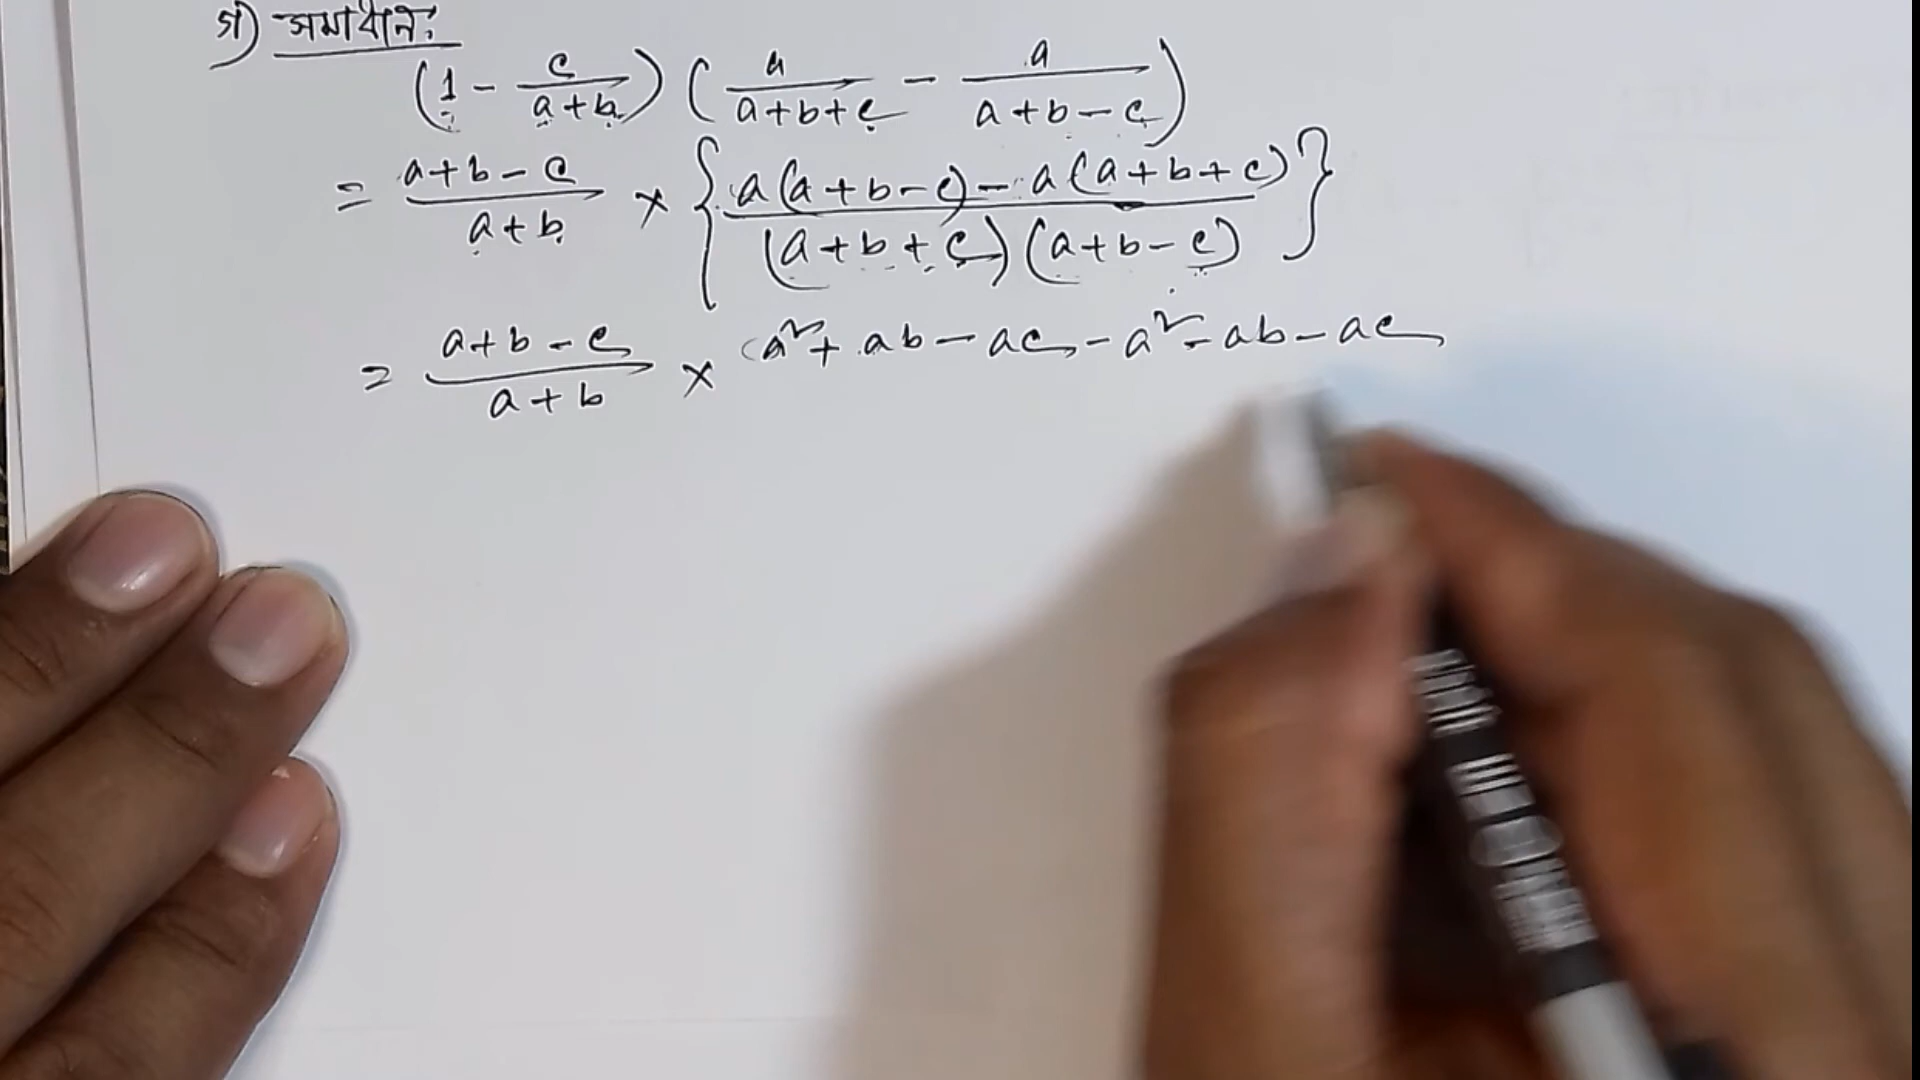 গ) সমাধান:
(1 - c/(a+b)) (a/(a+b+c) - a/(a+b-c))
= (a+b-c)/(a+b) × {(a(a+b-c) - a(a+b+c))/((a+b+c)(a+b-c))}
= (a+b-c)/(a+b) × a² + ab - ac - a² - ab - ac